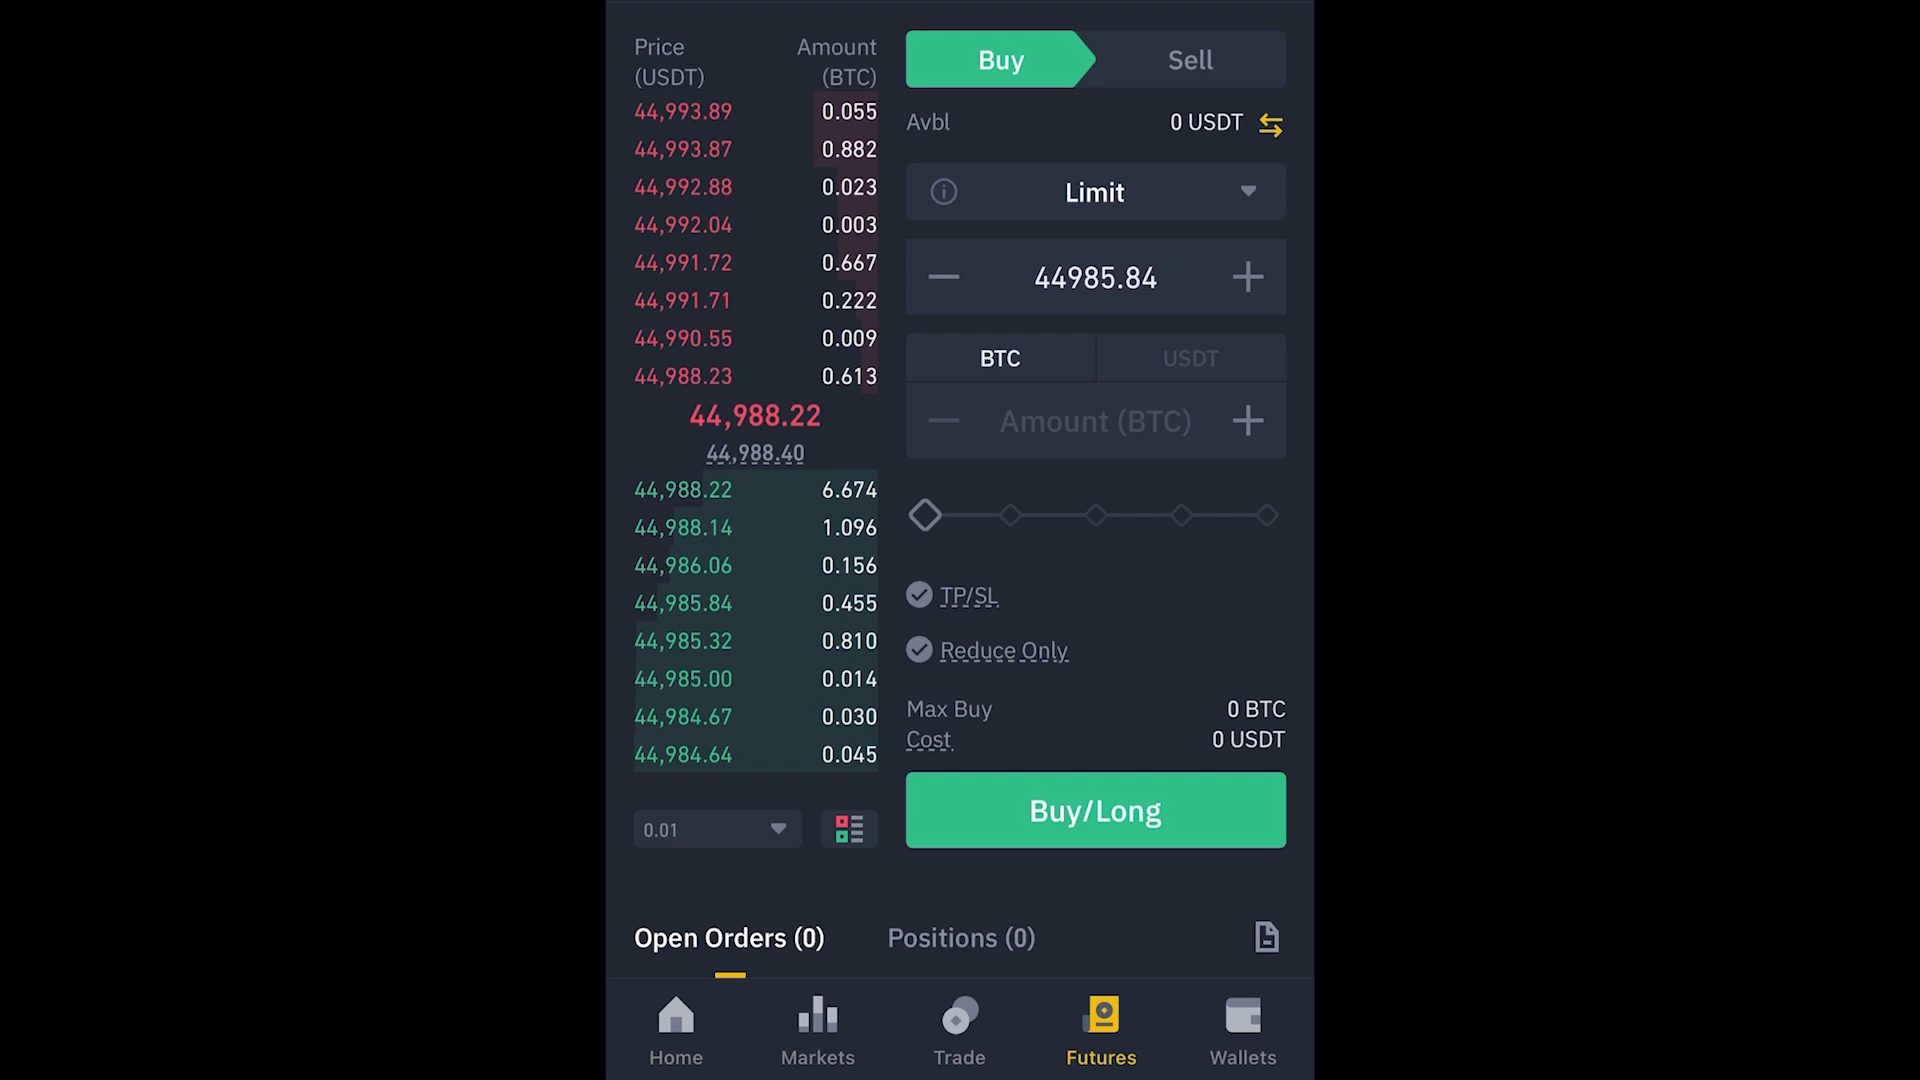 Price (USDT) Amount (BTC)
44,993.89 0.055
44,993.87 0.882
44,992.88 0.023
44,992.04 0.003
44,991.72 0.667
44,991.71 0.222
44,990.55 0.009
44,988.23 0.613
44,988.22
44,988.40
44,988.22 6.674
44,988.14 1.096
44,986.06 0.156
44,985.84 0.455
44,985.32 0.810
44,985.00 0.014
44,984.67 0.030
44,984.64 0.045
0.01
Buy Sell
Avbl 0 USDT
Limit
44985.84
BTC USDT
Amount (BTC)
TP/SL
Reduce Only
Max Buy 0 BTC
Cost 0 USDT
Buy/Long
Open Orders (0) Positions (0)
Home Markets Trade Futures Wallets